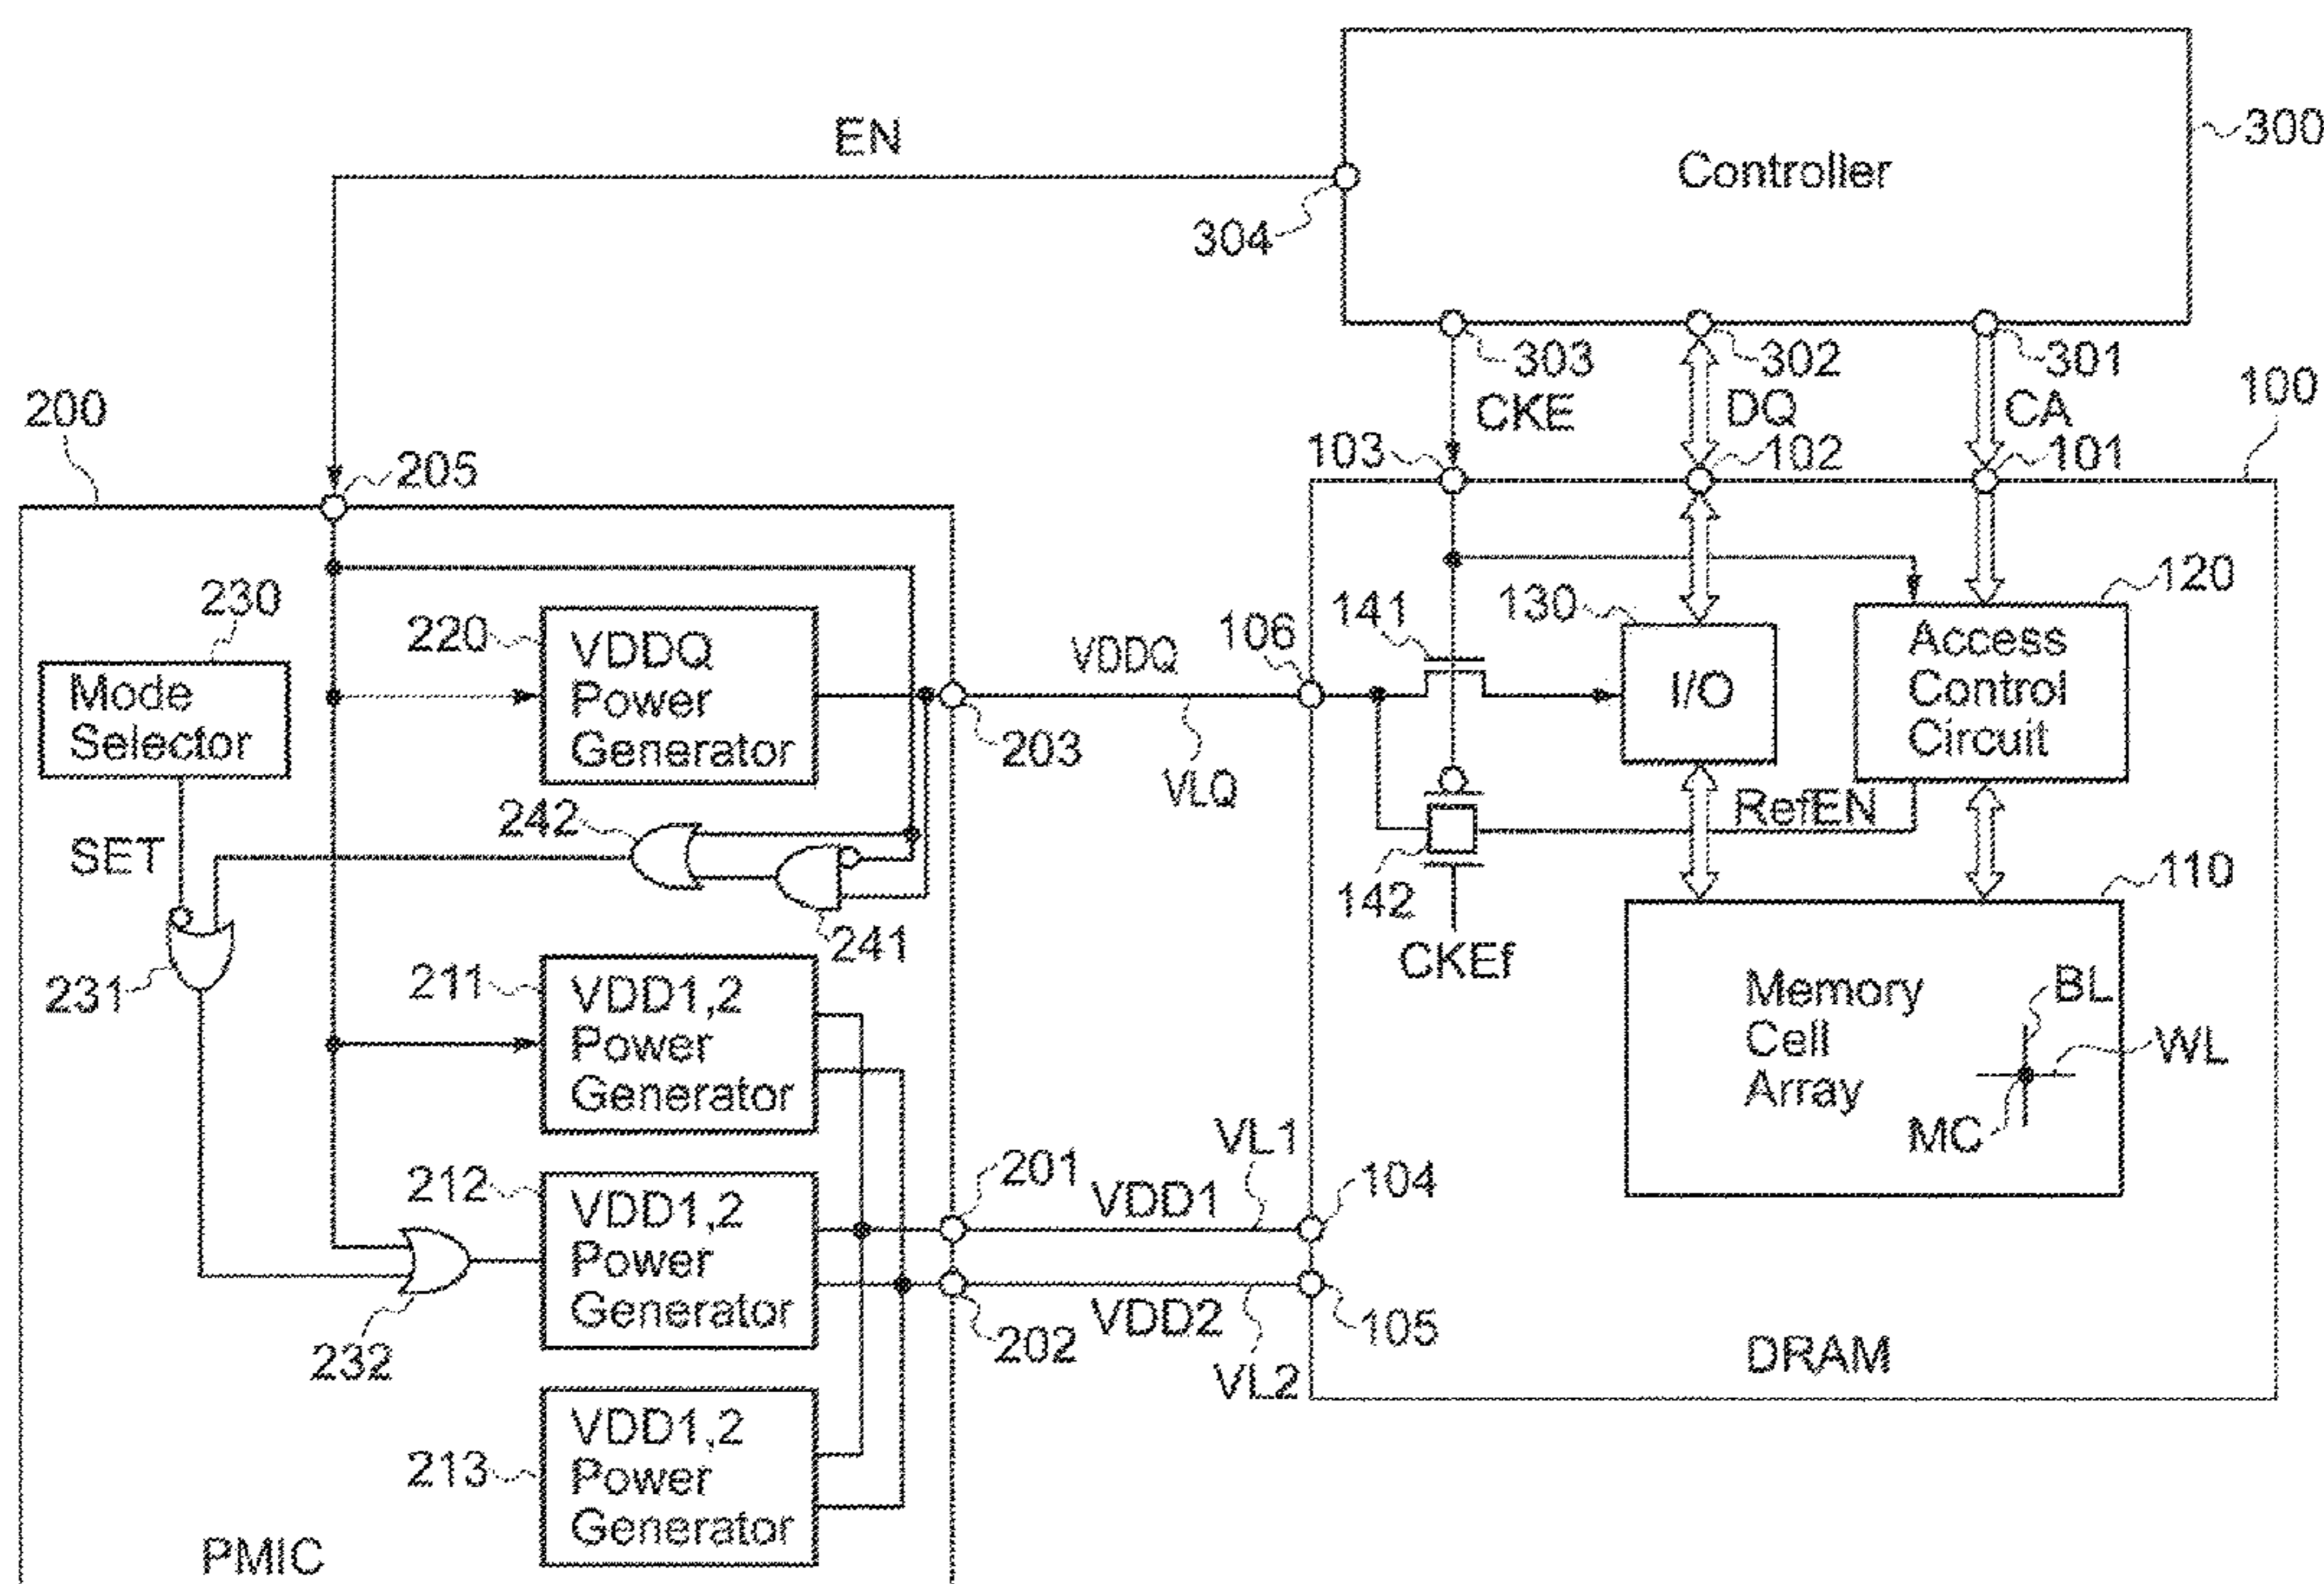 EN
Controller
300
304
303
302
301
CKE
DQ
CA
100
200
205
103
102
101
230
Mode
Selector
220
VDDQ
Power
Generator
203
VDDQ
VLQ
106
141
130
I/O
120
Access
Control
Circuit
SET
242
241
231
RefEN
142
CKEf
110
Memory
Cell
Array
BL
WL
MC
211
VDD1,2
Power
Generator
212
VDD1,2
Power
Generator
201
VL1
VDD1
104
202
VDD2
VL2
105
232
213
VDD1,2
Power
Generator
PMIC
DRAM